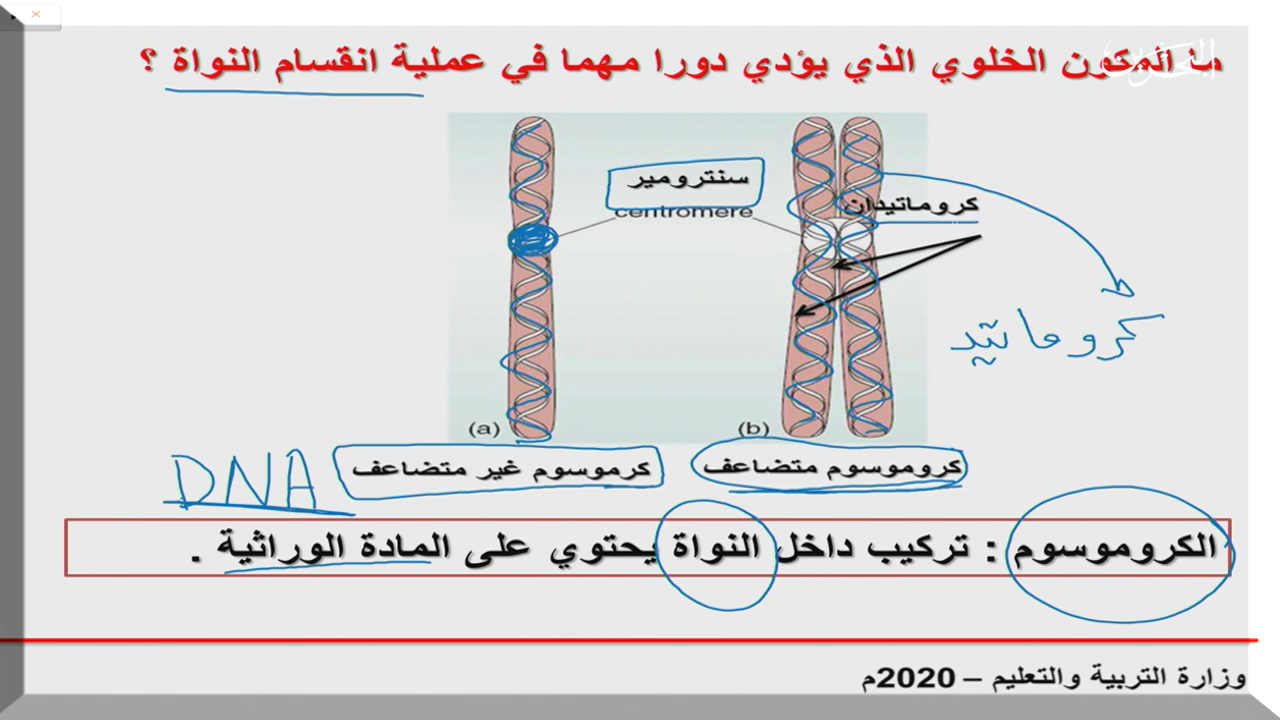 ما المكون الخلوي الذي يؤدي دورا مهما في عملية انقسام النواة ؟
البحرين
سنترومير
centromere
كروماتيدان
كروماتيد
(a)
(b)
كروموسوم متضاعف
كرموسوم غير متضاعف
DNA
الكروموسوم : تركيب داخل النواة يحتوي على المادة الوراثية .
وزارة التربية والتعليم – 2020م